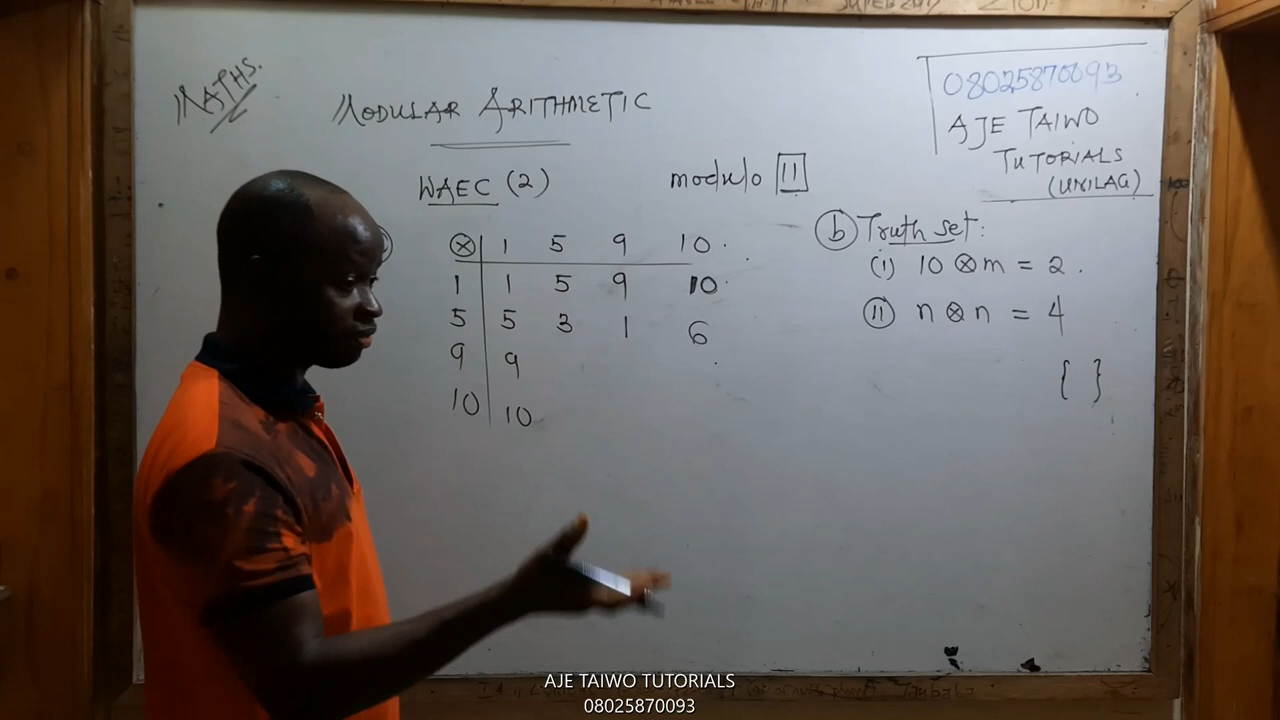 MATHS.
MODULAR ARITHMETIC
08025870093
AJE TAIWO
TUTORIALS
(UNILAG)
WAEC (2) modulo 11
⊗ 1 5 9 10
1 1 5 9 10
5 5 3 1 6
9 9
10 10
(b) Truth set:
(i) 10 ⊗ m = 2.
(II) n ⊗ n = 4
{ }
AJE TAIWO TUTORIALS
08025870093